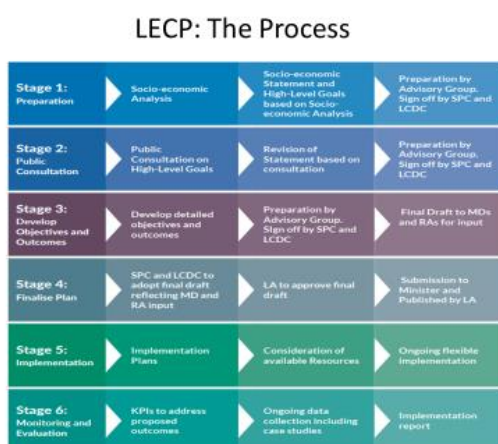 LECP: The Process
Stage 1:
Preparation
Socio-economic
Analysis
Socio-economic
Statement and
High-Level Goals
based on Socio-
economic Analysis
Preparation by
Advisory Group.
Sign off by SPC and
LCDC
Stage 2:
Public
Consultation
Public
Consultation on
High-Level Goals
Revision of
Statement based on
consultation
Preparation by
Advisory Group.
Sign off by SPC and
LCDC
Stage 3:
Develop
Objectives and
Outcomes
Develop detailed
objectives and
outcomes
Preparation by
Advisory Group.
Sign off by SPC and
LCDC
Final Draft to MDs
and RAs for input
Stage 4:
Finalise Plan
SPC and LCDC to
adopt final draft
reflecting MD and
RA input
LA to approve final
draft
Submission to
Minister and
Published by LA
Stage 5:
Implementation
Implementation
Plans
Consideration of
available Resources
Ongoing flexible
implementation
Stage 6:
Monitoring and
Evaluation
KPIs to address
proposed
outcomes
Ongoing data
collection including
case studies
Implementation
report